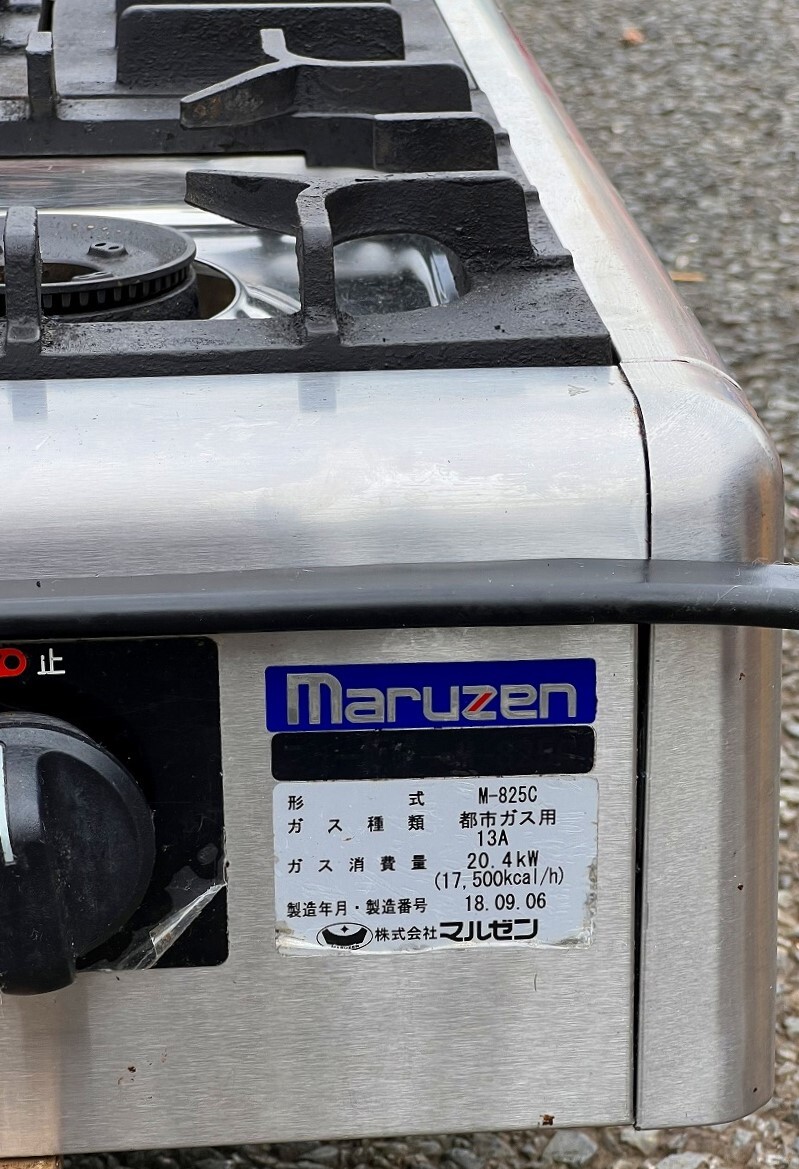 止
maruzen
形式 M-825C
ガス種類 都市ガス用
13A
ガス消費量 20.4kW
(17,500kcal/h)
製造年月・製造番号 18.09.06
株式会社マルゼン